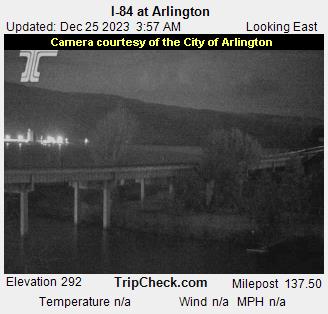 I-84 at Arlington
Updated: Dec 25 2023 3:57 AM Looking East
Camera courtesy of the City of Arlington
Elevation 292 TripCheck.com Milepost 137.50
Temperature n/a Wind n/a MPH n/a